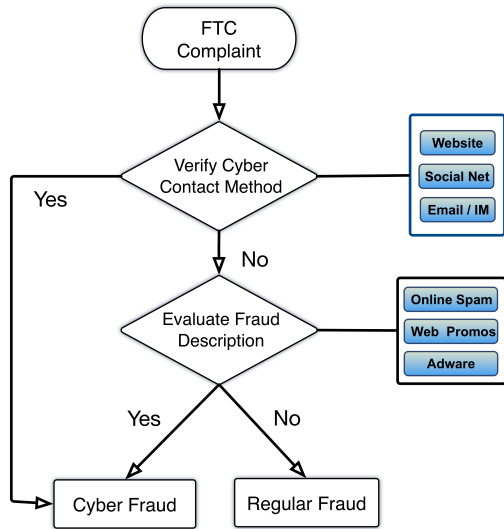 FTC
Complaint
Verify Cyber
Contact Method
Website
Social Net
Email / IM
Yes
No
Evaluate Fraud
Description
Online Spam
Web Promos
Adware
Yes
No
Cyber Fraud
Regular Fraud